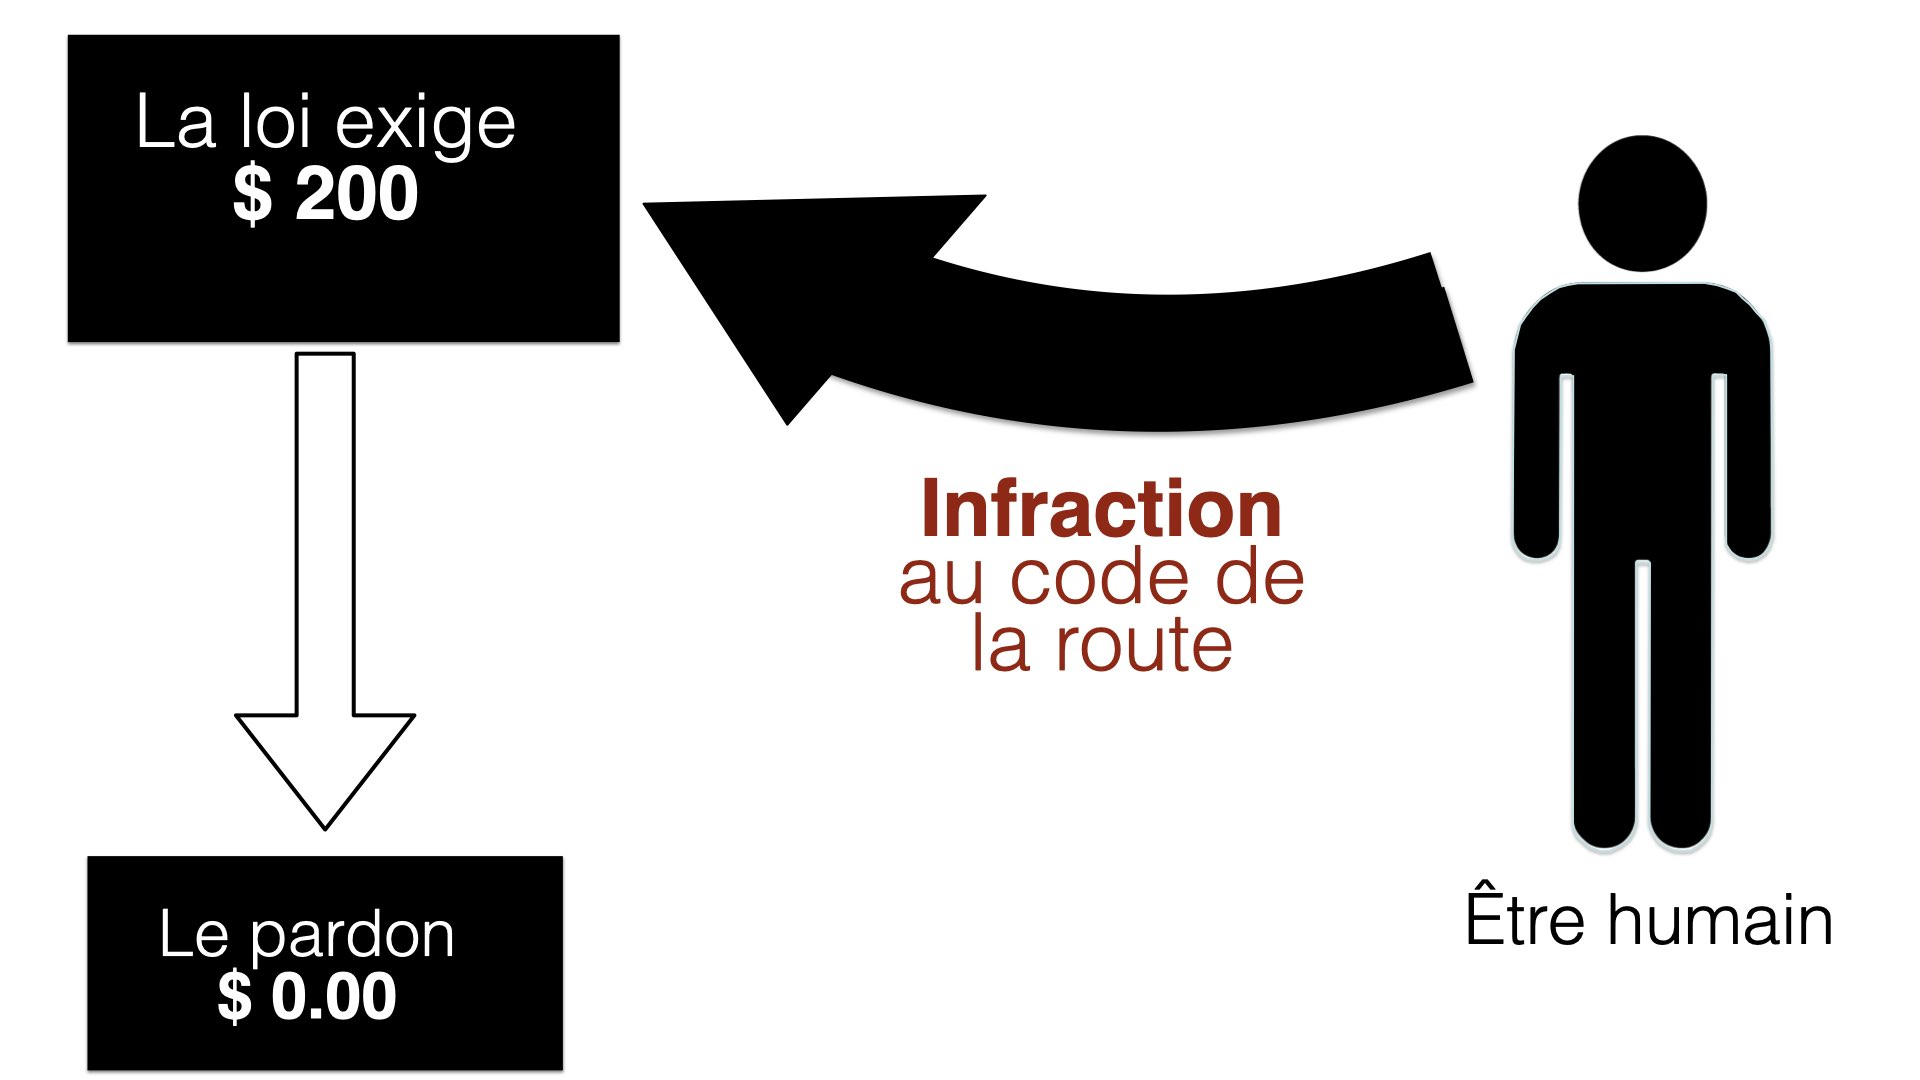 La loi exige
$ 200
Infraction
au code de
la route
Être humain
Le pardon
$ 0.00